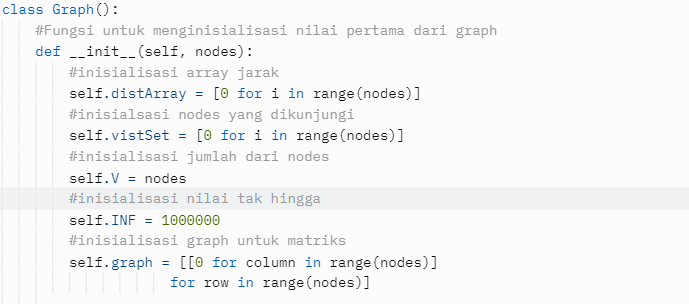 class Graph():
    #Fungsi untuk menginisialisasi nilai pertama dari graph
    def __init__(self, nodes):
        #inisialisasi array jarak
        self.distArray = [0 for i in range(nodes)]
        #inisialsasi nodes yang dikunjungi
        self.vistSet = [0 for i in range(nodes)]
        #inisialisasi jumlah dari nodes
        self.V = nodes
        #inisialisasi nilai tak hingga
        self.INF = 1000000
        #inisialisasi graph untuk matriks
        self.graph = [[0 for column in range(nodes)]
                    for row in range(nodes)]